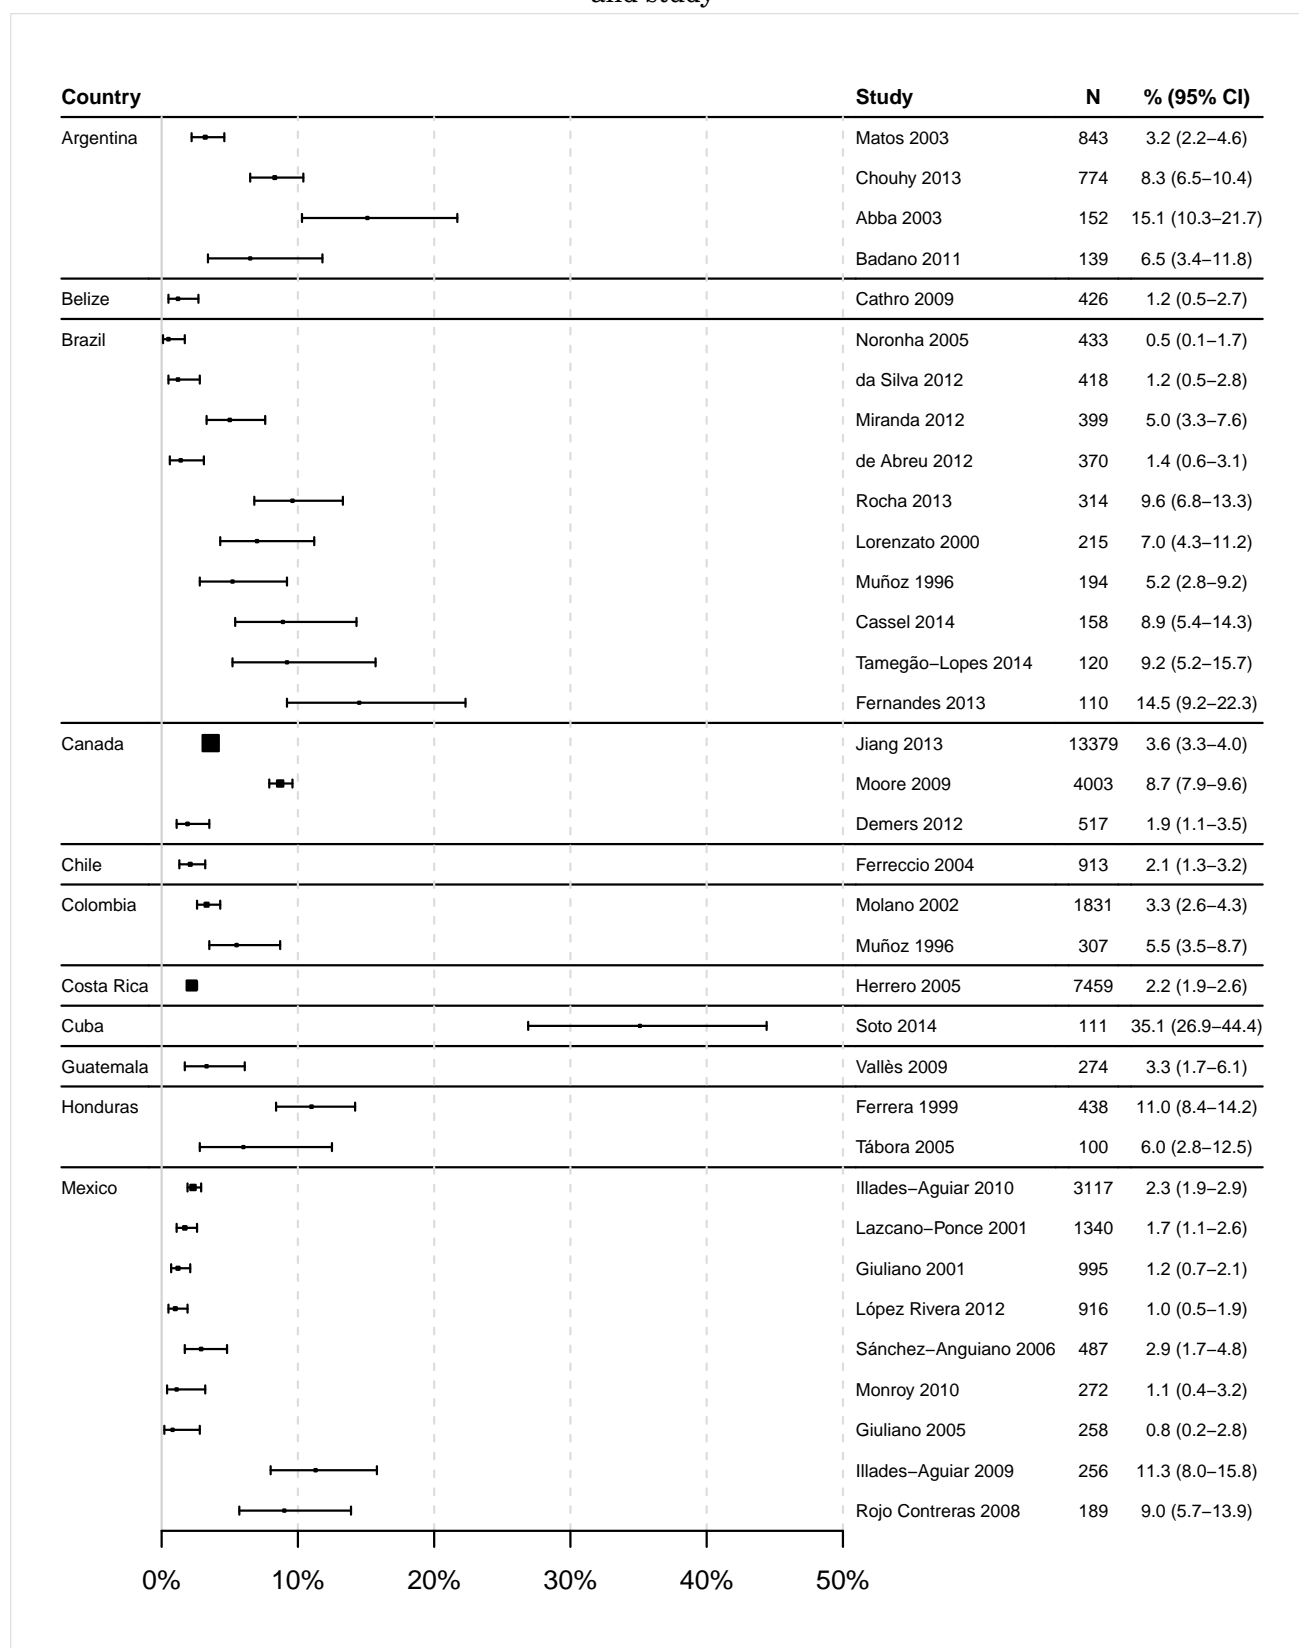 and study
Country Study N % (95% CI)
Argentina Matos 2003 843 3.2 (2.2–4.6)
Chouhy 2013 774 8.3 (6.5–10.4)
Abba 2003 152 15.1 (10.3–21.7)
Badano 2011 139 6.5 (3.4–11.8)
Belize Cathro 2009 426 1.2 (0.5–2.7)
Brazil Noronha 2005 433 0.5 (0.1–1.7)
da Silva 2012 418 1.2 (0.5–2.8)
Miranda 2012 399 5.0 (3.3–7.6)
de Abreu 2012 370 1.4 (0.6–3.1)
Rocha 2013 314 9.6 (6.8–13.3)
Lorenzato 2000 215 7.0 (4.3–11.2)
Muñoz 1996 194 5.2 (2.8–9.2)
Cassel 2014 158 8.9 (5.4–14.3)
Tamegão–Lopes 2014 120 9.2 (5.2–15.7)
Fernandes 2013 110 14.5 (9.2–22.3)
Canada Jiang 2013 13379 3.6 (3.3–4.0)
Moore 2009 4003 8.7 (7.9–9.6)
Demers 2012 517 1.9 (1.1–3.5)
Chile Ferreccio 2004 913 2.1 (1.3–3.2)
Colombia Molano 2002 1831 3.3 (2.6–4.3)
Muñoz 1996 307 5.5 (3.5–8.7)
Costa Rica Herrero 2005 7459 2.2 (1.9–2.6)
Cuba Soto 2014 111 35.1 (26.9–44.4)
Guatemala Vallès 2009 274 3.3 (1.7–6.1)
Honduras Ferrera 1999 438 11.0 (8.4–14.2)
Tábora 2005 100 6.0 (2.8–12.5)
Mexico Illades–Aguiar 2010 3117 2.3 (1.9–2.9)
Lazcano–Ponce 2001 1340 1.7 (1.1–2.6)
Giuliano 2001 995 1.2 (0.7–2.1)
López Rivera 2012 916 1.0 (0.5–1.9)
Sánchez–Anguiano 2006 487 2.9 (1.7–4.8)
Monroy 2010 272 1.1 (0.4–3.2)
Giuliano 2005 258 0.8 (0.2–2.8)
Illades–Aguiar 2009 256 11.3 (8.0–15.8)
Rojo Contreras 2008 189 9.0 (5.7–13.9)
0% 10% 20% 30% 40% 50%